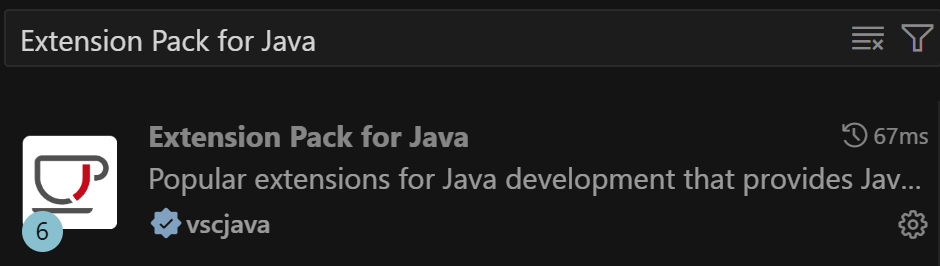 Extension Pack for Java
Extension Pack for Java
67ms
Popular extensions for Java development that provides Jav...
6
vscjava